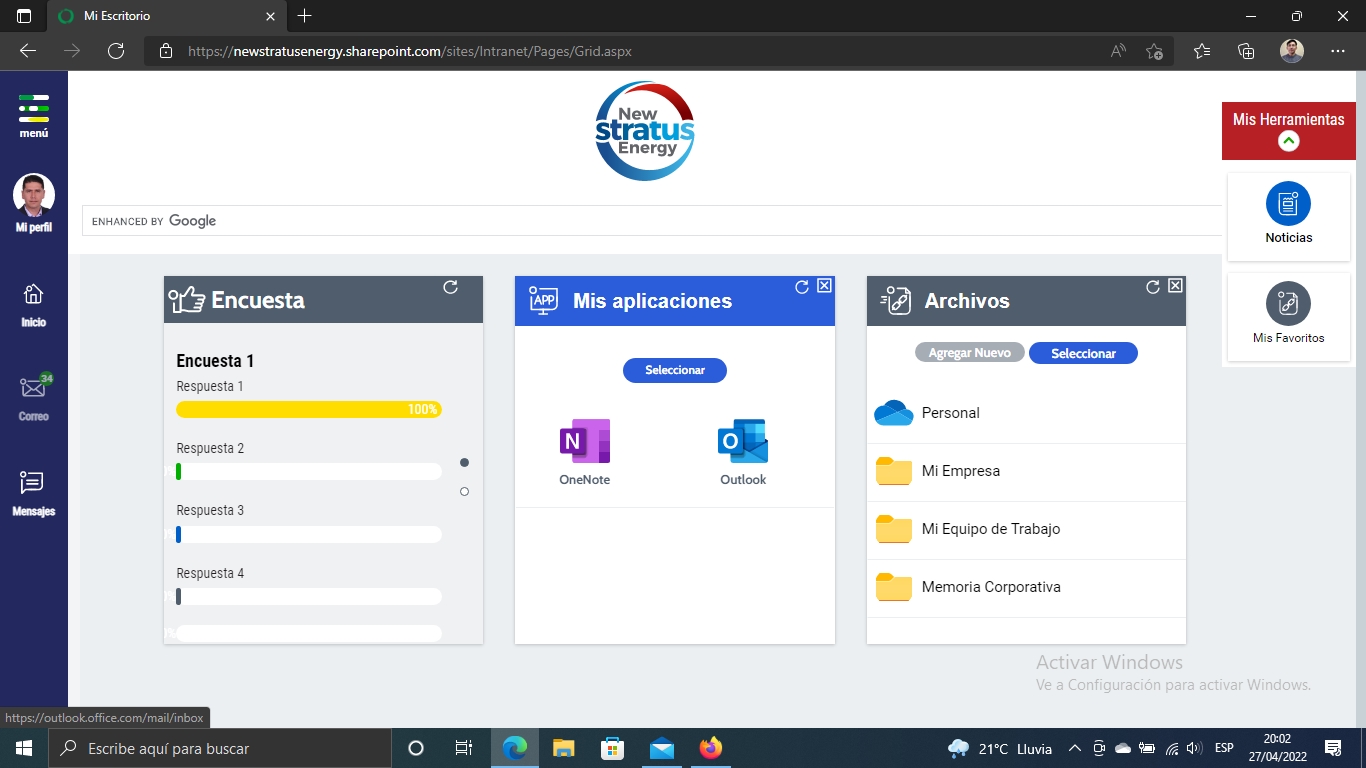 Mi Escritorio
https://newstratusenergy.sharepoint.com/sites/Intranet/Pages/Grid.aspx
menú
Mi perfil
Inicio
34
Correo
Mensajes
New
stratus
Energy
Mis Herramientas
Noticias
Mis Favoritos
ENHANCED BY Google
Encuesta
Encuesta 1
Respuesta 1
100%
Respuesta 2
Respuesta 3
Respuesta 4
APP
Mis aplicaciones
Seleccionar
N
O
OneNote
Outlook
Archivos
Agregar Nuevo
Seleccionar
Personal
Mi Empresa
Mi Equipo de Trabajo
Memoria Corporativa
Activar Windows
Ve a Configuración para activar Windows.
https://outlook.office.com/mail/inbox
Escribe aquí para buscar
21°C Lluvia
ESP
20:02
27/04/2022